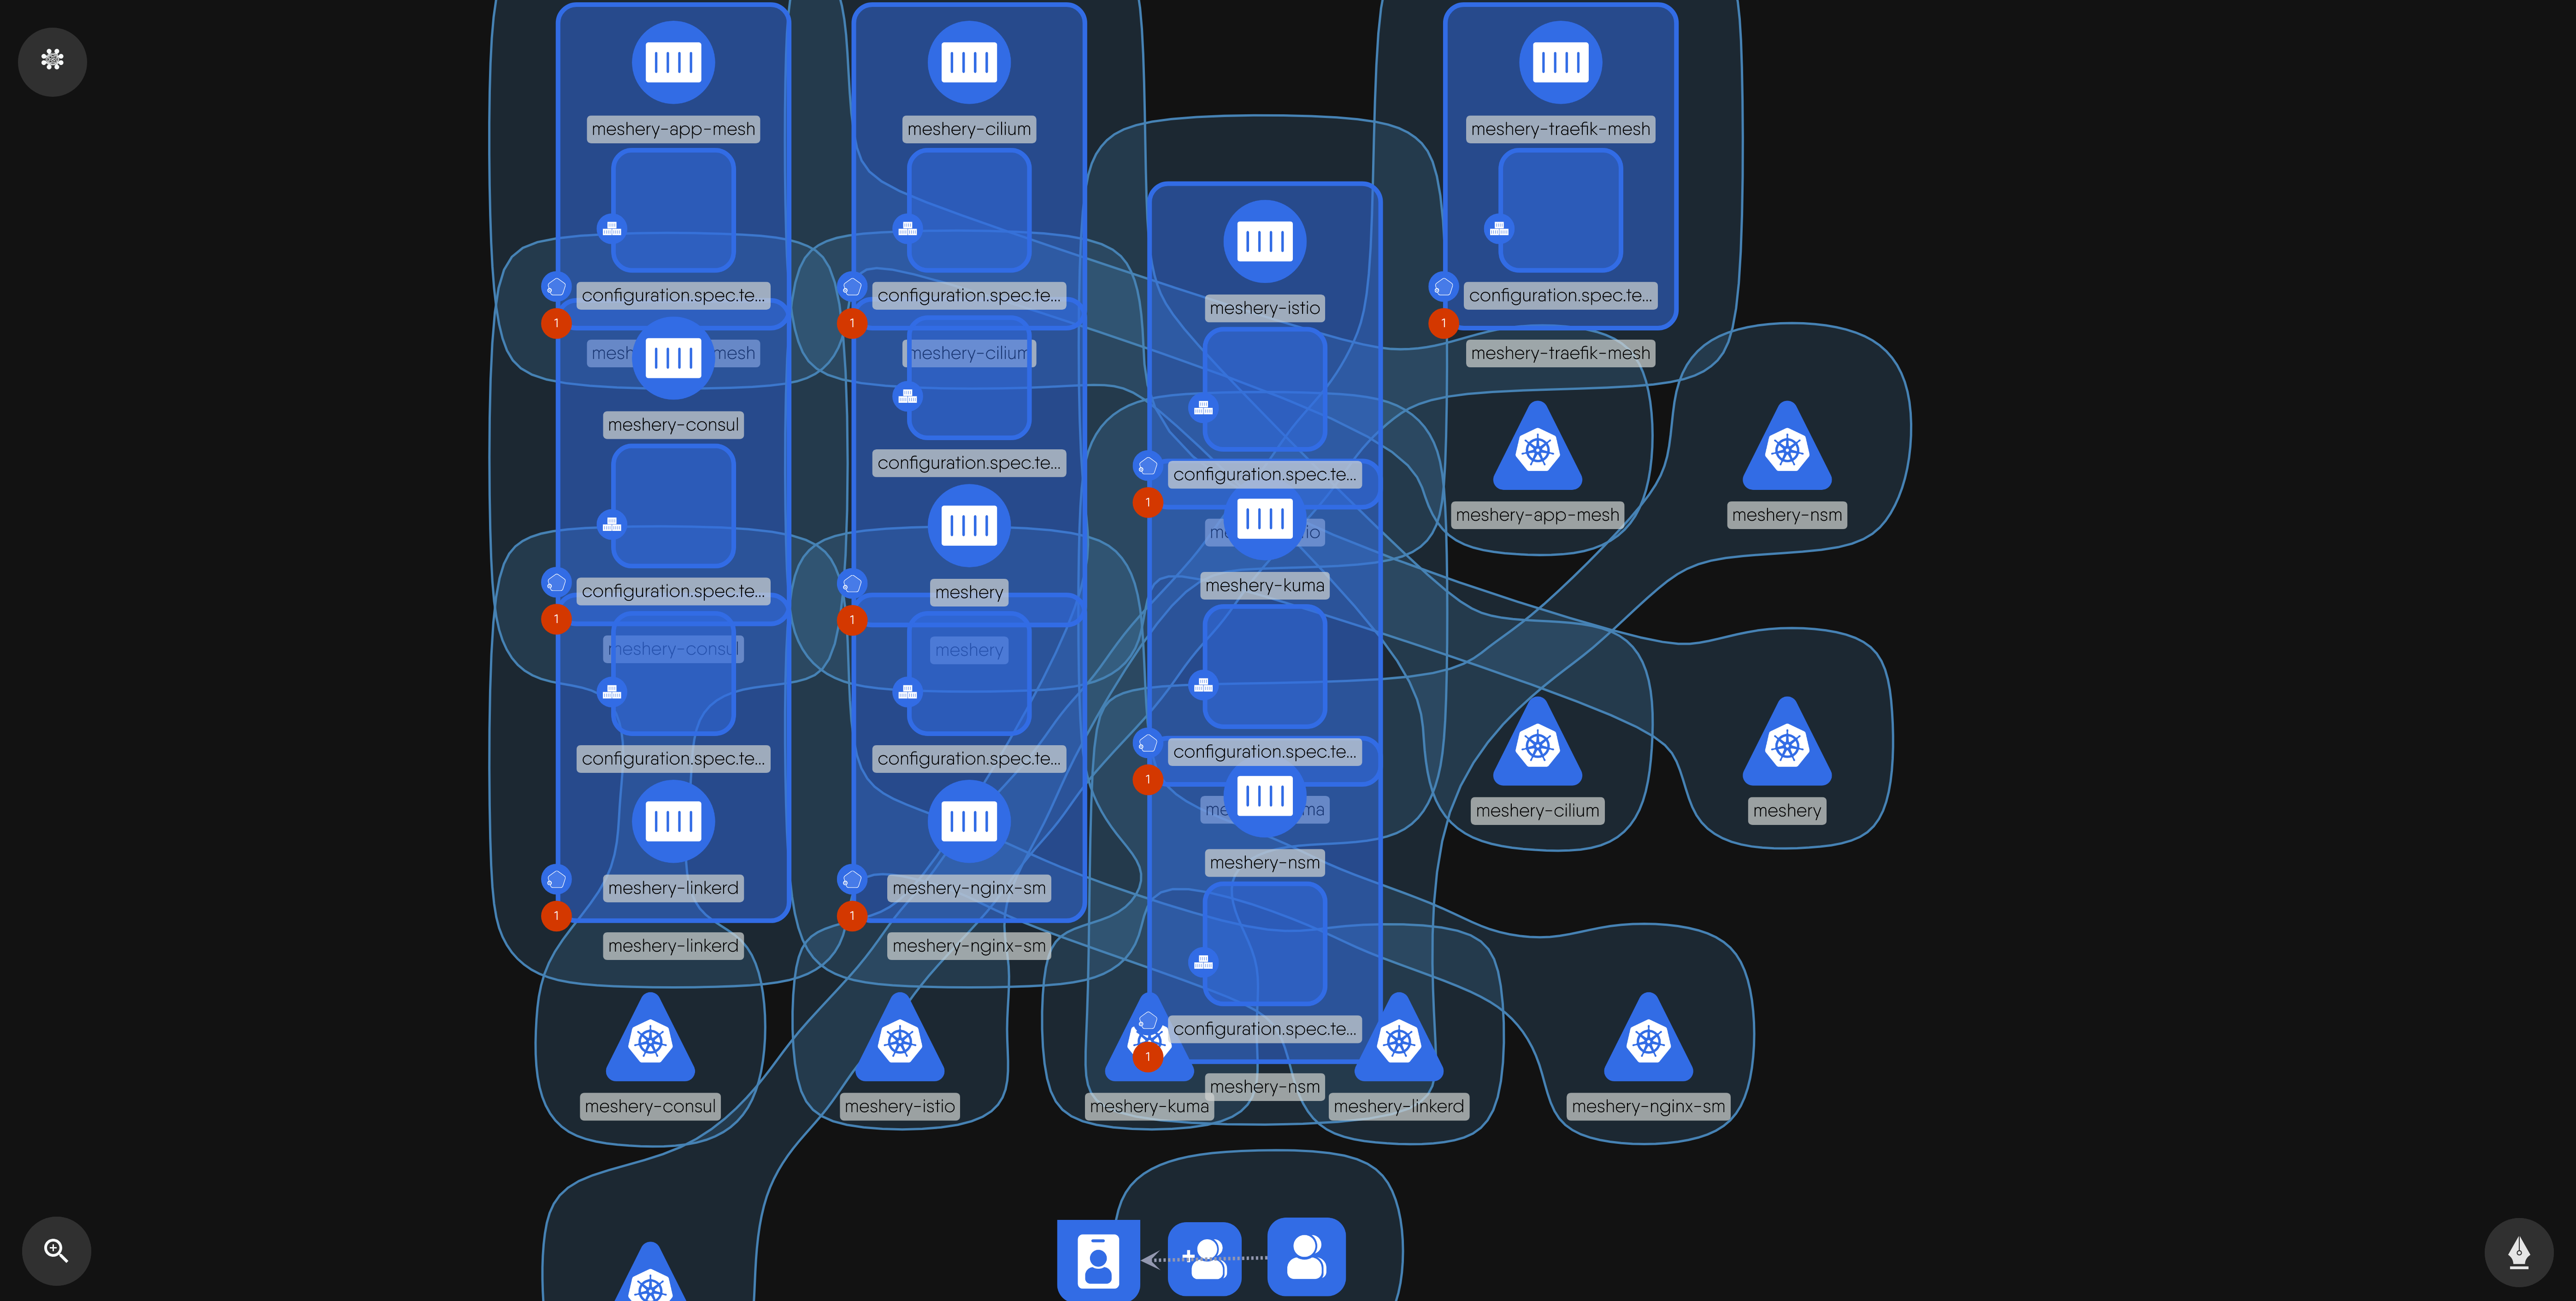 meshery-app-mesh
meshery-cilium
meshery-traefik-mesh
configuration.spec.te...
configuration.spec.te...
configuration.spec.te...
1
1
1
meshery-istio
mesh mesh
meshery-cilium
meshery-traefik-mesh
meshery-consul
configuration.spec.te...
configuration.spec.te...
1
meshery-app-mesh
meshery-nsm
io
configuration.spec.te...
meshery
meshery-kuma
1
1
meshery-consul
meshery
configuration.spec.te...
configuration.spec.te...
configuration.spec.te...
1
meshery-cilium
meshery
me ma
meshery-nsm
meshery-linkerd
meshery-nginx-sm
1
1
meshery-linkerd
meshery-nginx-sm
configuration.spec.te...
1
meshery-nsm
meshery-consul
meshery-istio
meshery-kuma
meshery-linkerd
meshery-nginx-sm